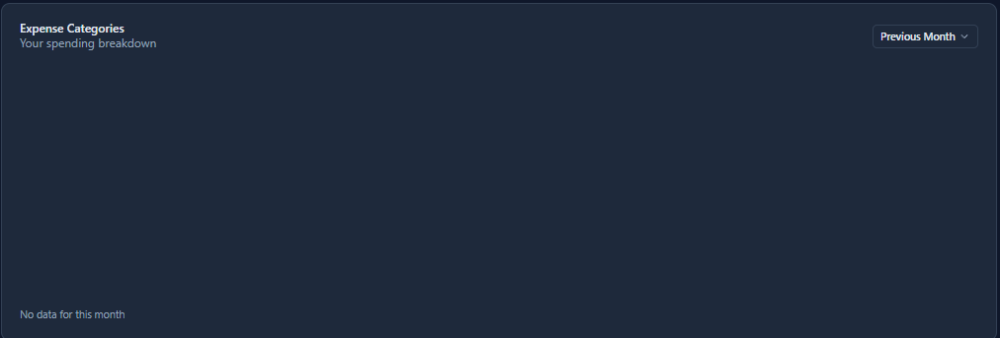 Expense Categories
Your spending breakdown
Previous Month
No data for this month